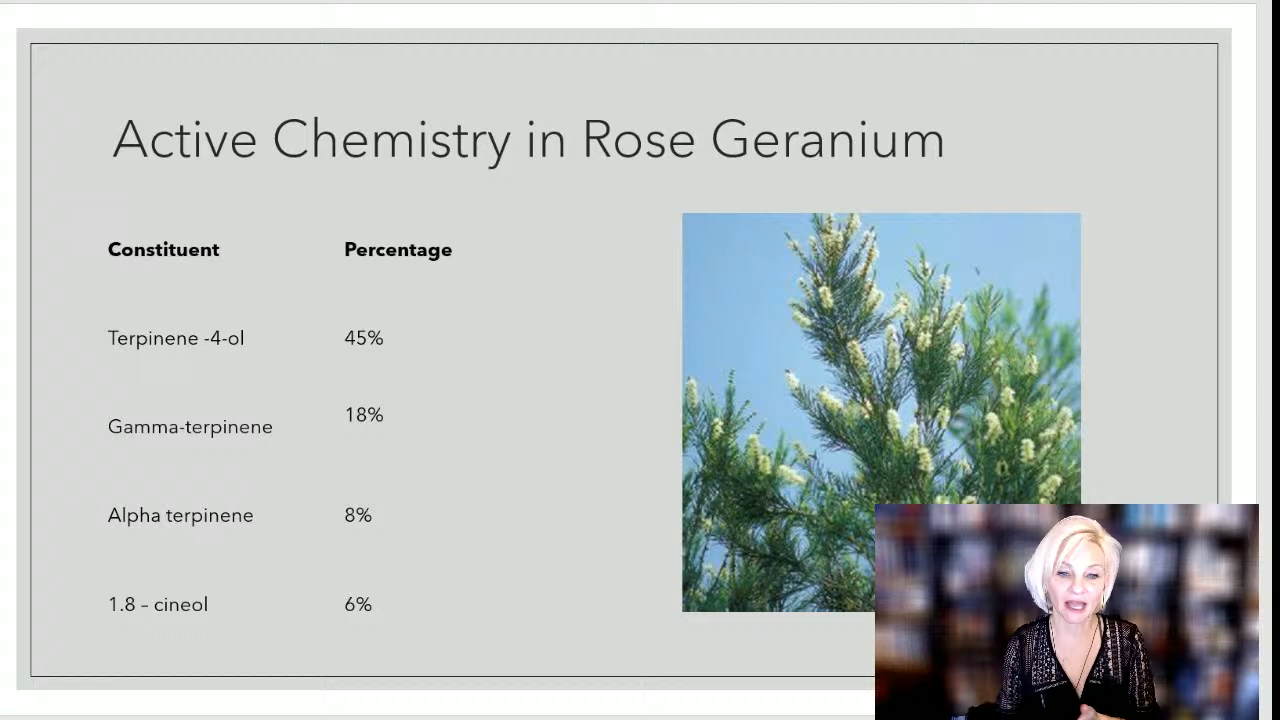 Active Chemistry in Rose Geranium
Constituent Percentage
Terpinene -4-ol 45%
Gamma-terpinene 18%
Alpha terpinene 8%
1.8 – cineol 6%